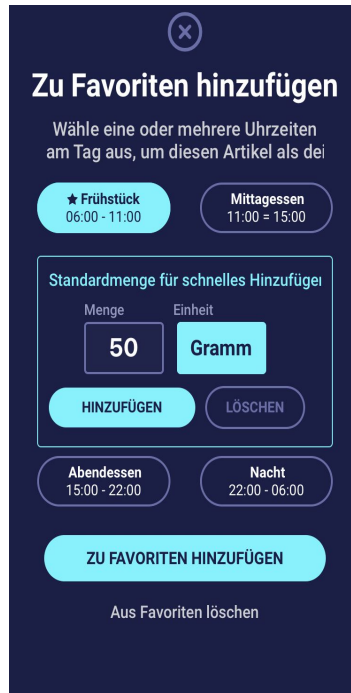 Zu Favoriten hinzufügen
Wähle eine oder mehrere Uhrzeiten
am Tag aus, um diesen Artikel als dei
★ Frühstück
06:00 - 11:00
Mittagessen
11:00 = 15:00
Standardmenge für schnelles Hinzufüger
Menge
Einheit
50
Gramm
HINZUFÜGEN
LÖSCHEN
Abendessen
15:00 - 22:00
Nacht
22:00 - 06:00
ZU FAVORITEN HINZUFÜGEN
Aus Favoriten löschen